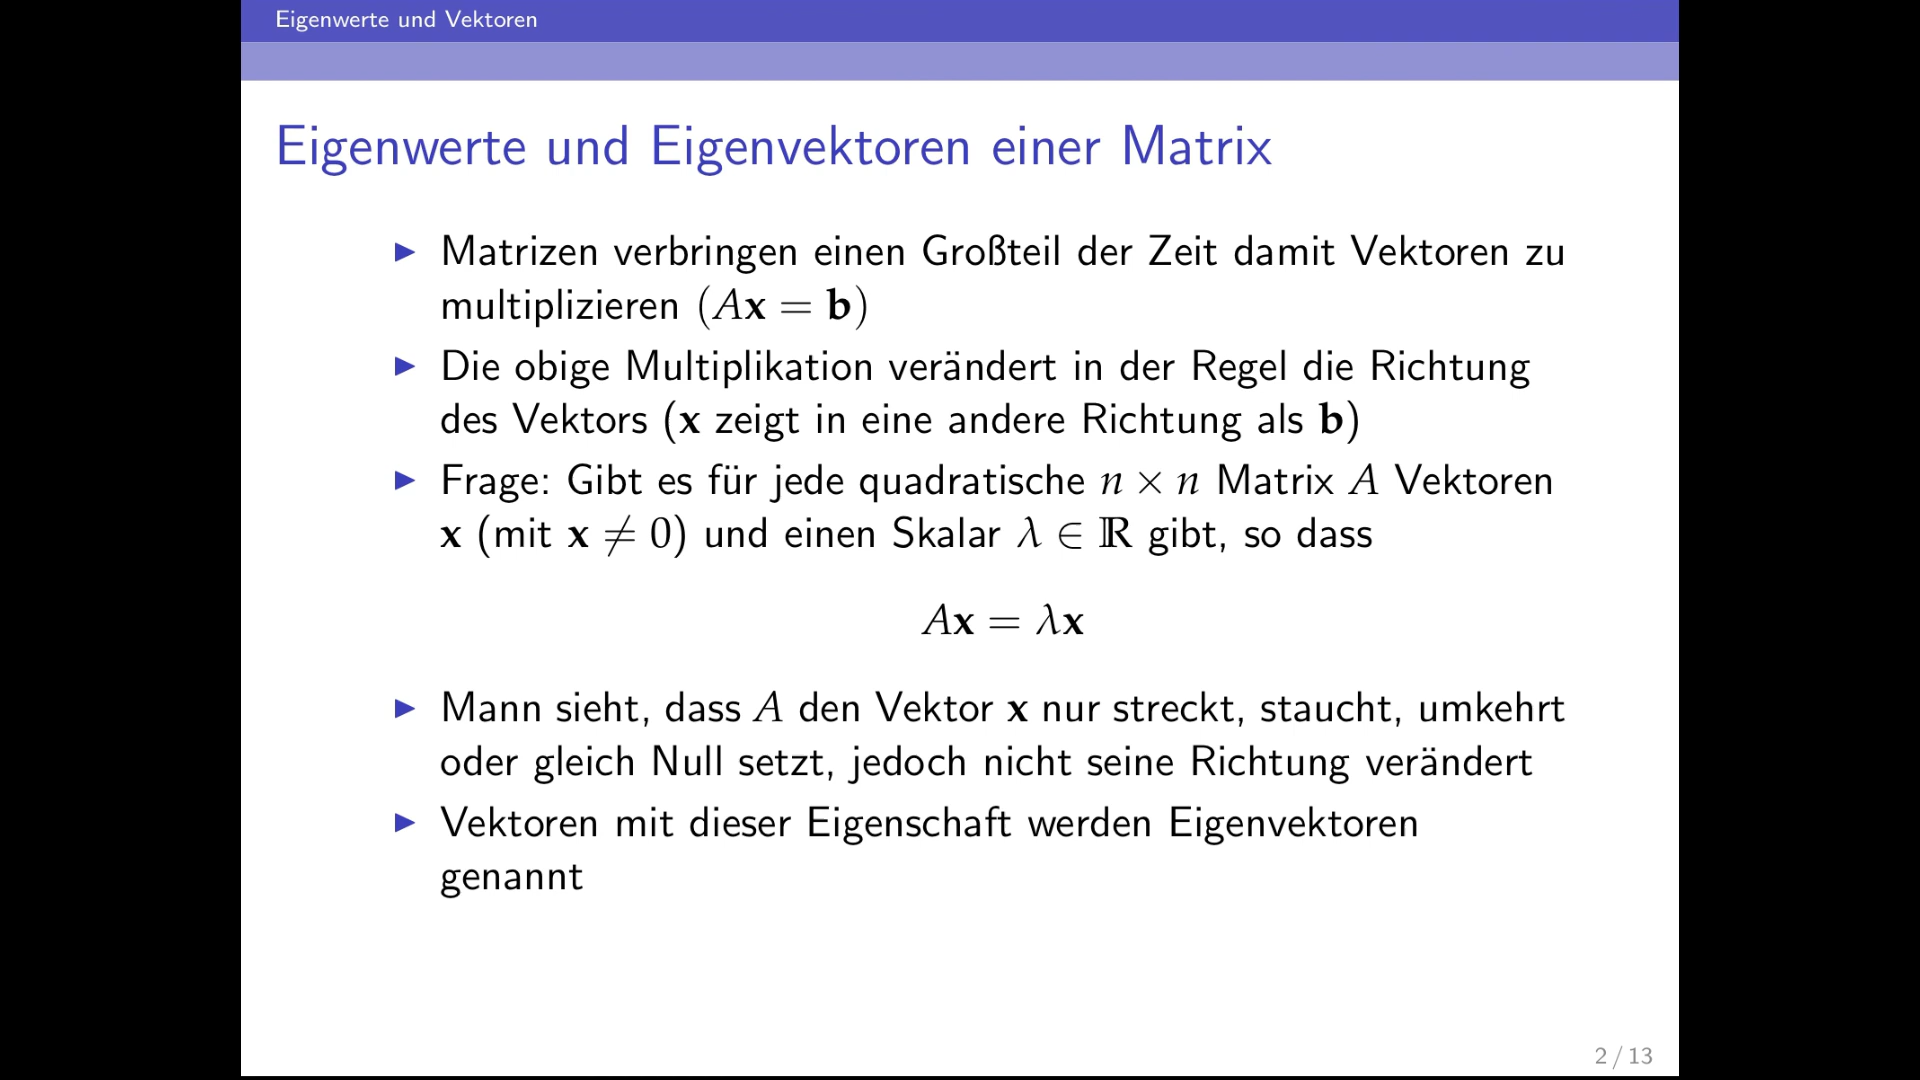 Eigenwerte und Vektoren
Eigenwerte und Eigenvektoren einer Matrix
▶ Matrizen verbringen einen Großteil der Zeit damit Vektoren zu
multiplizieren (Ax = b)
▶ Die obige Multiplikation verändert in der Regel die Richtung
des Vektors (x zeigt in eine andere Richtung als b)
▶ Frage: Gibt es für jede quadratische n × n Matrix A Vektoren
x (mit x ≠ 0) und einen Skalar λ ∈ ℝ gibt, so dass
Ax = λx
▶ Mann sieht, dass A den Vektor x nur streckt, staucht, umkehrt
oder gleich Null setzt, jedoch nicht seine Richtung verändert
▶ Vektoren mit dieser Eigenschaft werden Eigenvektoren
genannt
2 / 13